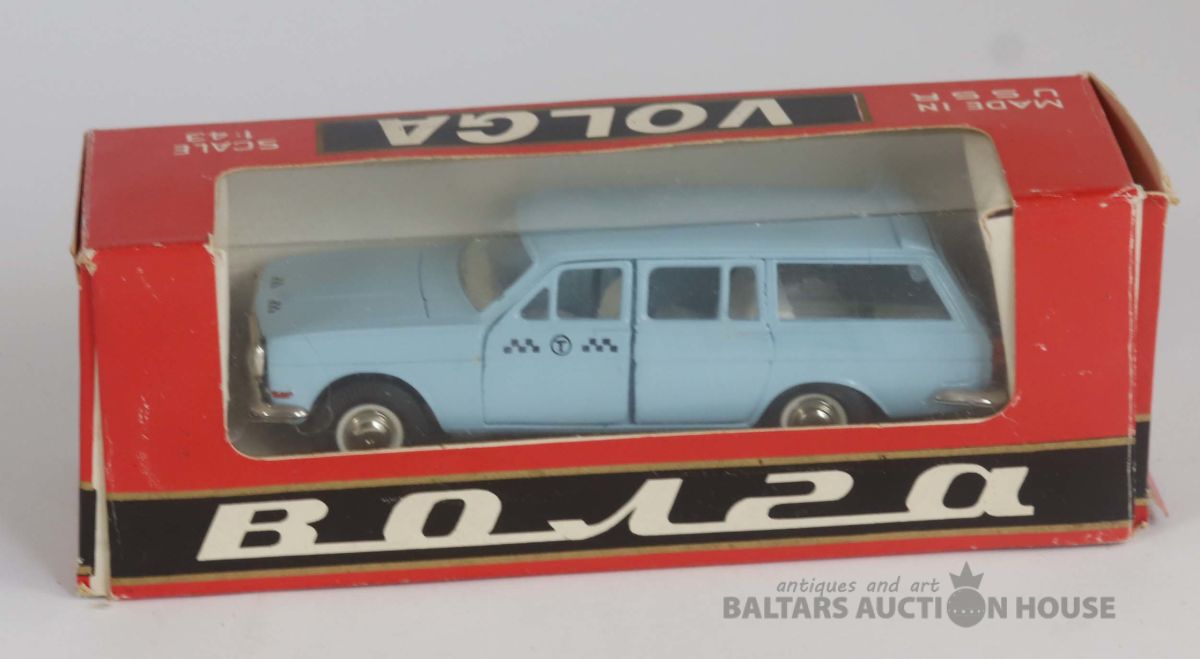 MADE IN
USSR
VOLGA
SCALE
1:43
T
Волга
antiques and art
BALTARS AUCTION HOUSE